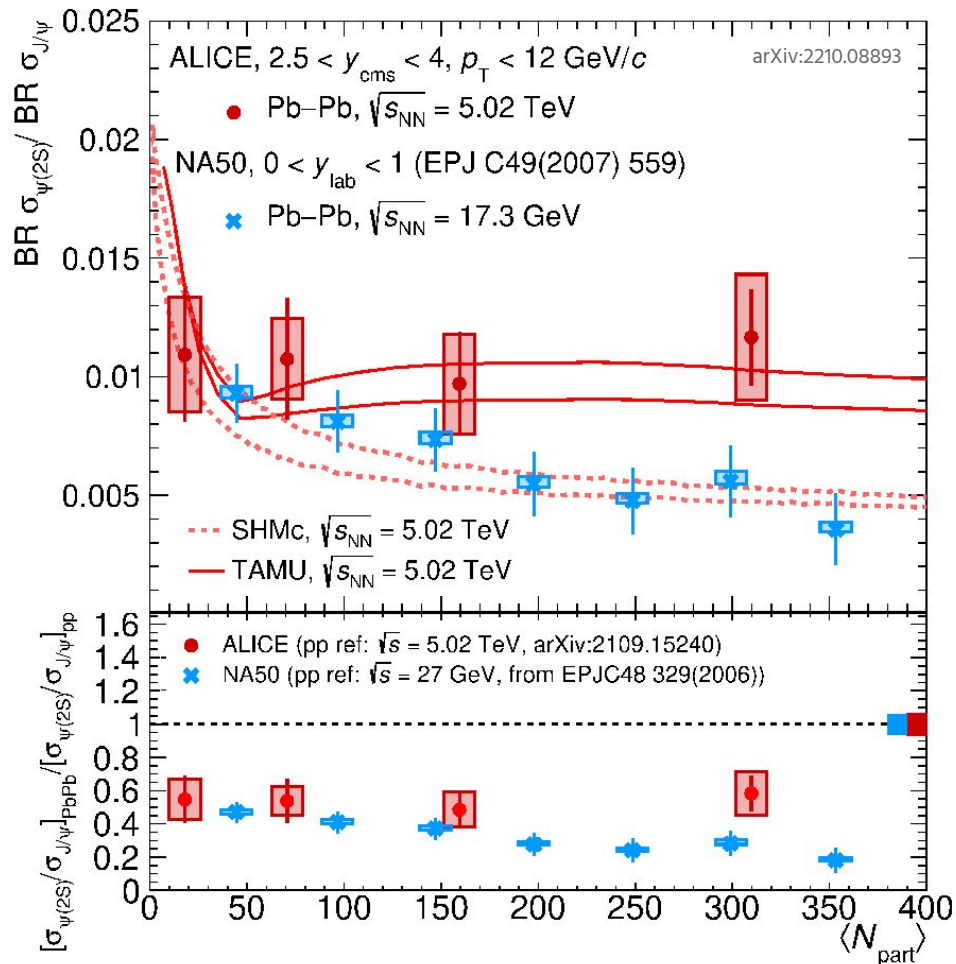 0.025
ALICE, 2.5 < y_cms < 4, p_T < 12 GeV/c
arXiv:2210.08893
Pb−Pb, √s_NN = 5.02 TeV
0.02
NA50, 0 < y_lab < 1 (EPJ C49(2007) 559)
Pb−Pb, √s_NN = 17.3 GeV
0.015
0.01
0.005
BR σ_ψ(2S)/ BR σ_J/ψ
SHMc, √s_NN = 5.02 TeV
TAMU, √s_NN = 5.02 TeV
1.6
ALICE (pp ref: √s = 5.02 TeV, arXiv:2109.15240)
1.4
NA50 (pp ref: √s = 27 GeV, from EPJC48 329(2006))
1.2
1
0.8
0.6
0.4
0.2
0
[σ_ψ(2S)/σ_J/ψ]_PbPb/[σ_ψ(2S)/σ_J/ψ]_pp
0 50 100 150 200 250 300 350 400
⟨N_part⟩